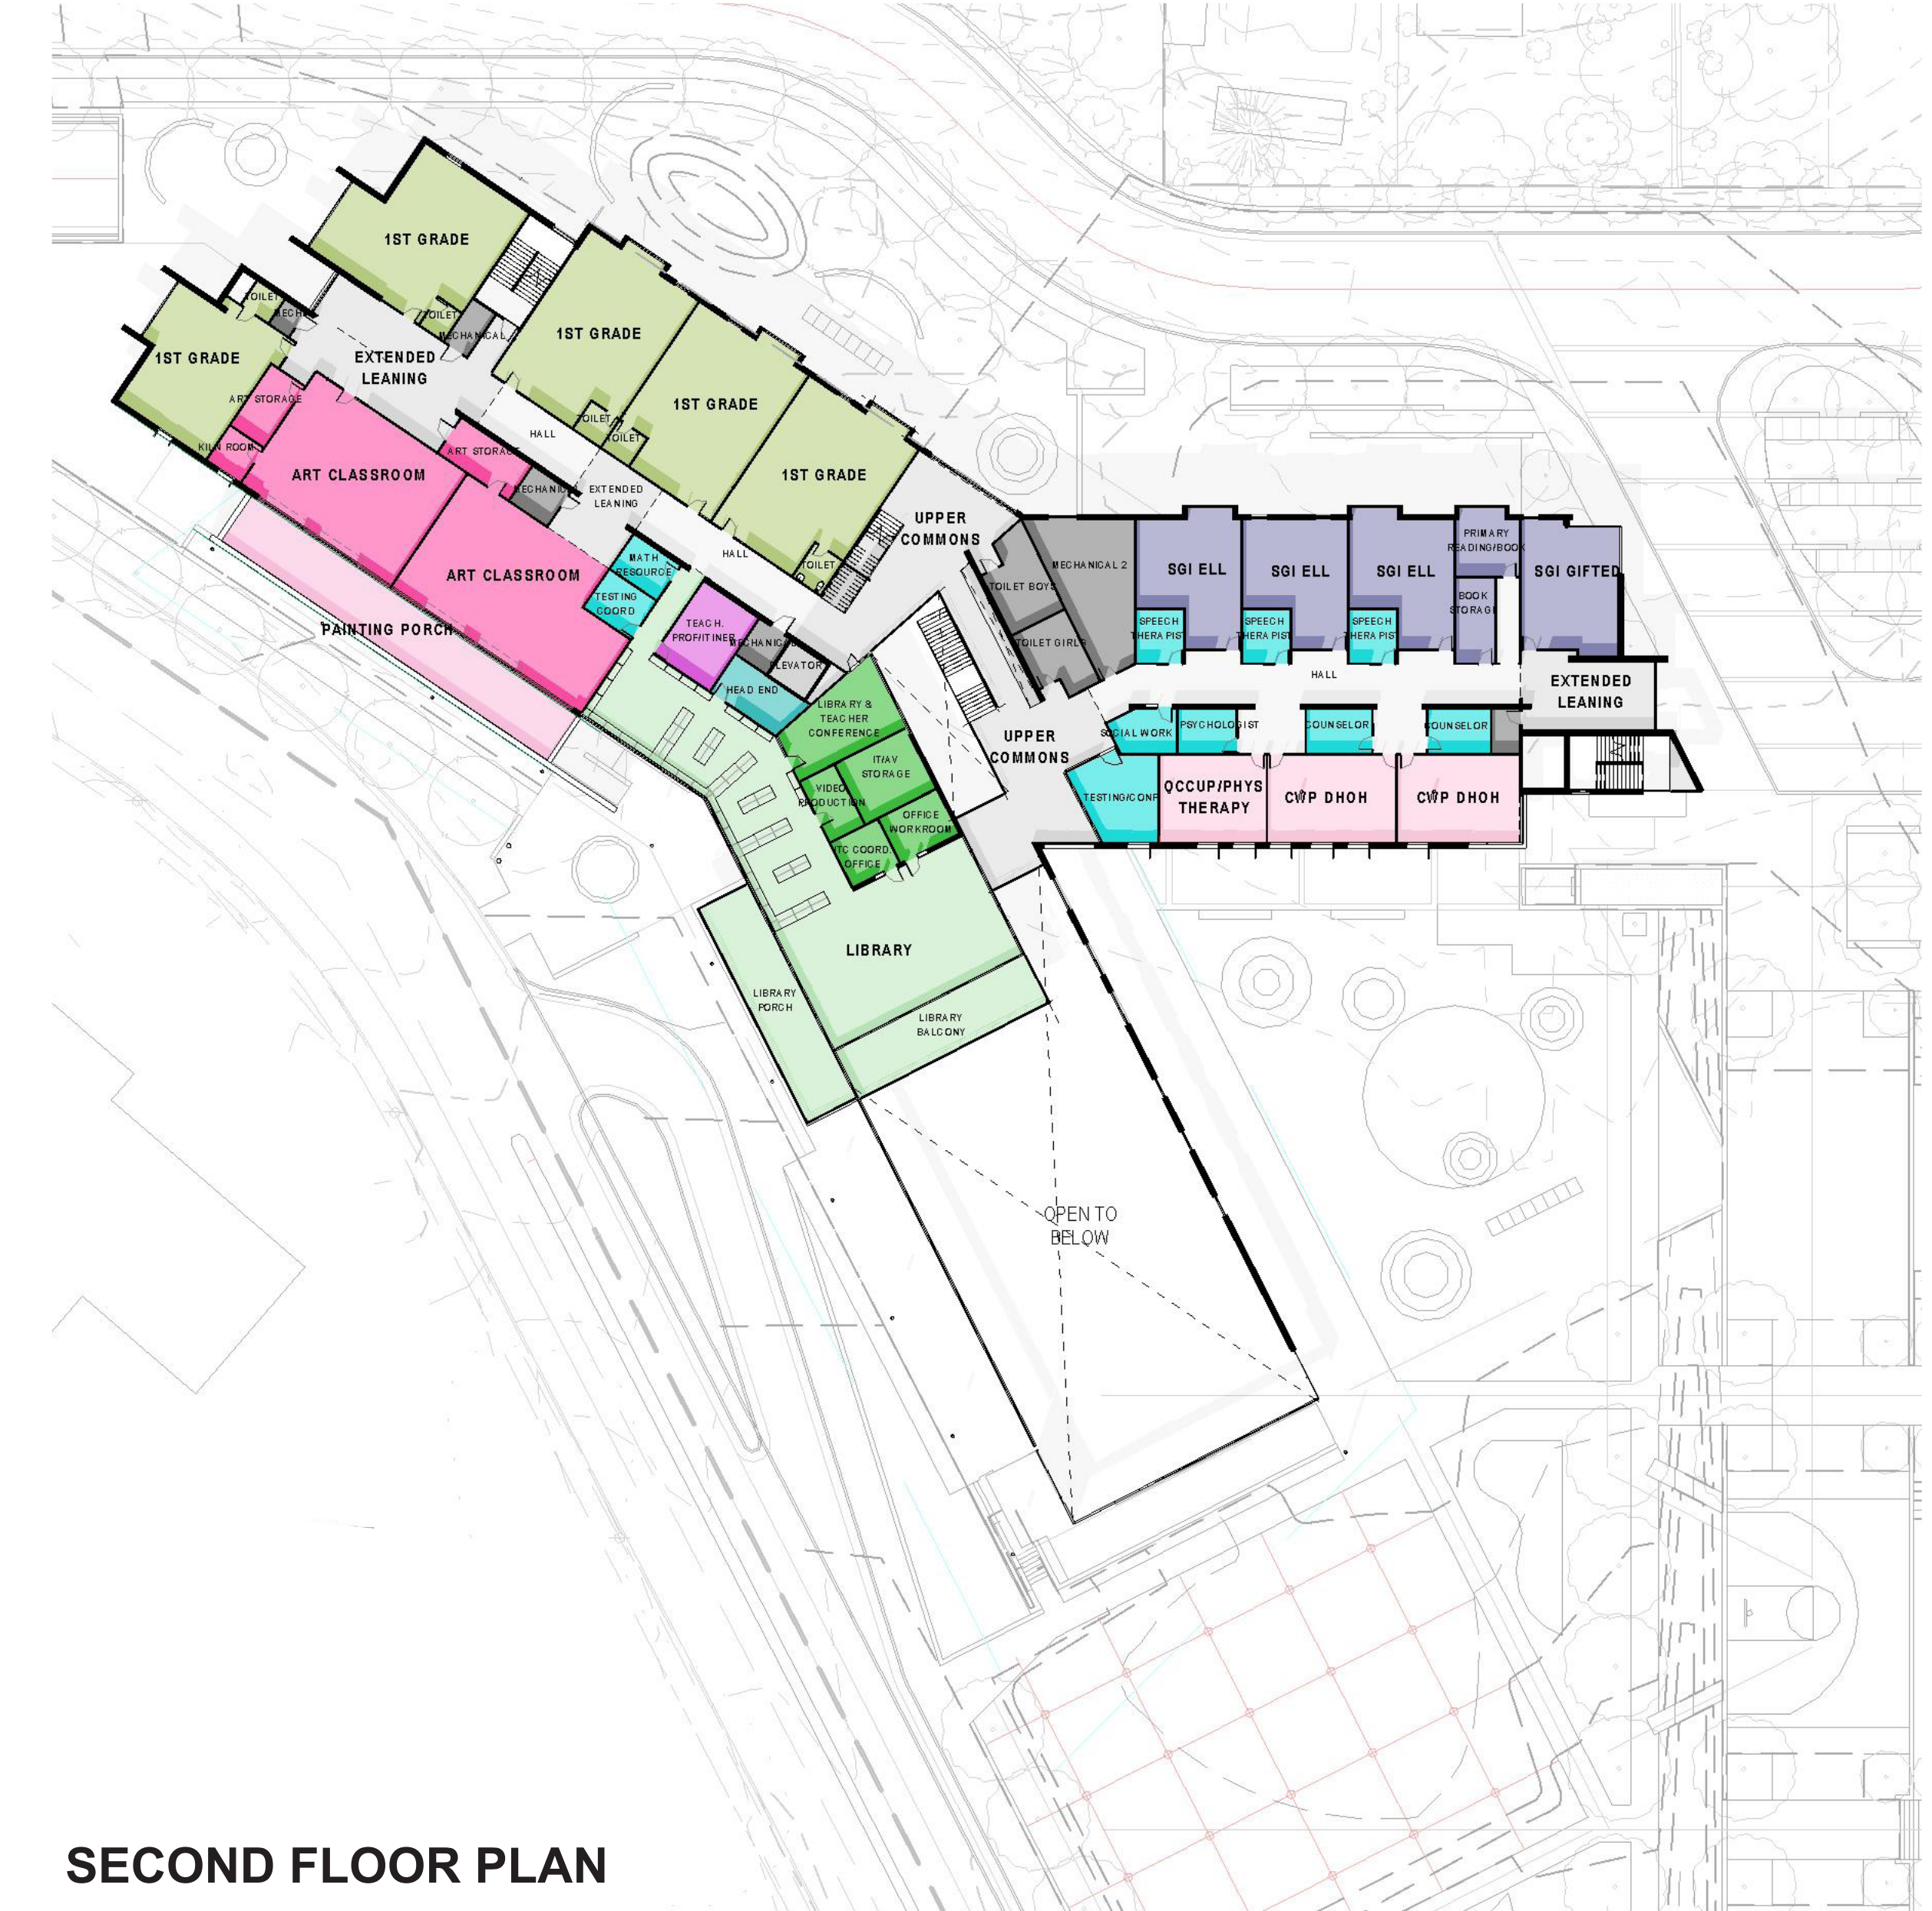 1ST GRADE
TOILET
MECH
TOILET
MECHANICAL
1ST GRADE
1ST GRADE
EXTENDED
LEANING
ART STORAGE
1ST GRADE
TOILET
TOILET
HALL
KILN ROOM
ART STORAGE
ART CLASSROOM
1ST GRADE
MECHANICAL
EXTENDED
LEANING
UPPER
COMMONS
HALL
TOILET
MATH
RESOURCE
ART CLASSROOM
TESTING
COORD
PAINTING PORCH
TEACH.
PROF/ITINER
MECHANICAL
ELEVATOR
HEAD END
TOILET BOYS
MECHANICAL 2
TOILET GIRLS
SGI ELL
SGI ELL
SGI ELL
PRIMARY
READING/BOOK
SGI GIFTED
BOOK
STORAGE
SPEECH
THERAPIST
SPEECH
THERAPIST
SPEECH
THERAPIST
HALL
EXTENDED
LEANING
LIBRARY &
TEACHER
CONFERENCE
UPPER
COMMONS
SOCIAL WORK
PSYCHOLOGIST
COUNSELOR
COUNSELOR
IT/AV
STORAGE
VIDEO
PRODUCTION
TESTING/CONF
OCCUP/PHYS
THERAPY
CWP DHOH
CWP DHOH
OFFICE
WORKROOM
ITC COORD.
OFFICE
LIBRARY
LIBRARY
PORCH
LIBRARY
BALCONY
OPEN TO
BELOW
SECOND FLOOR PLAN